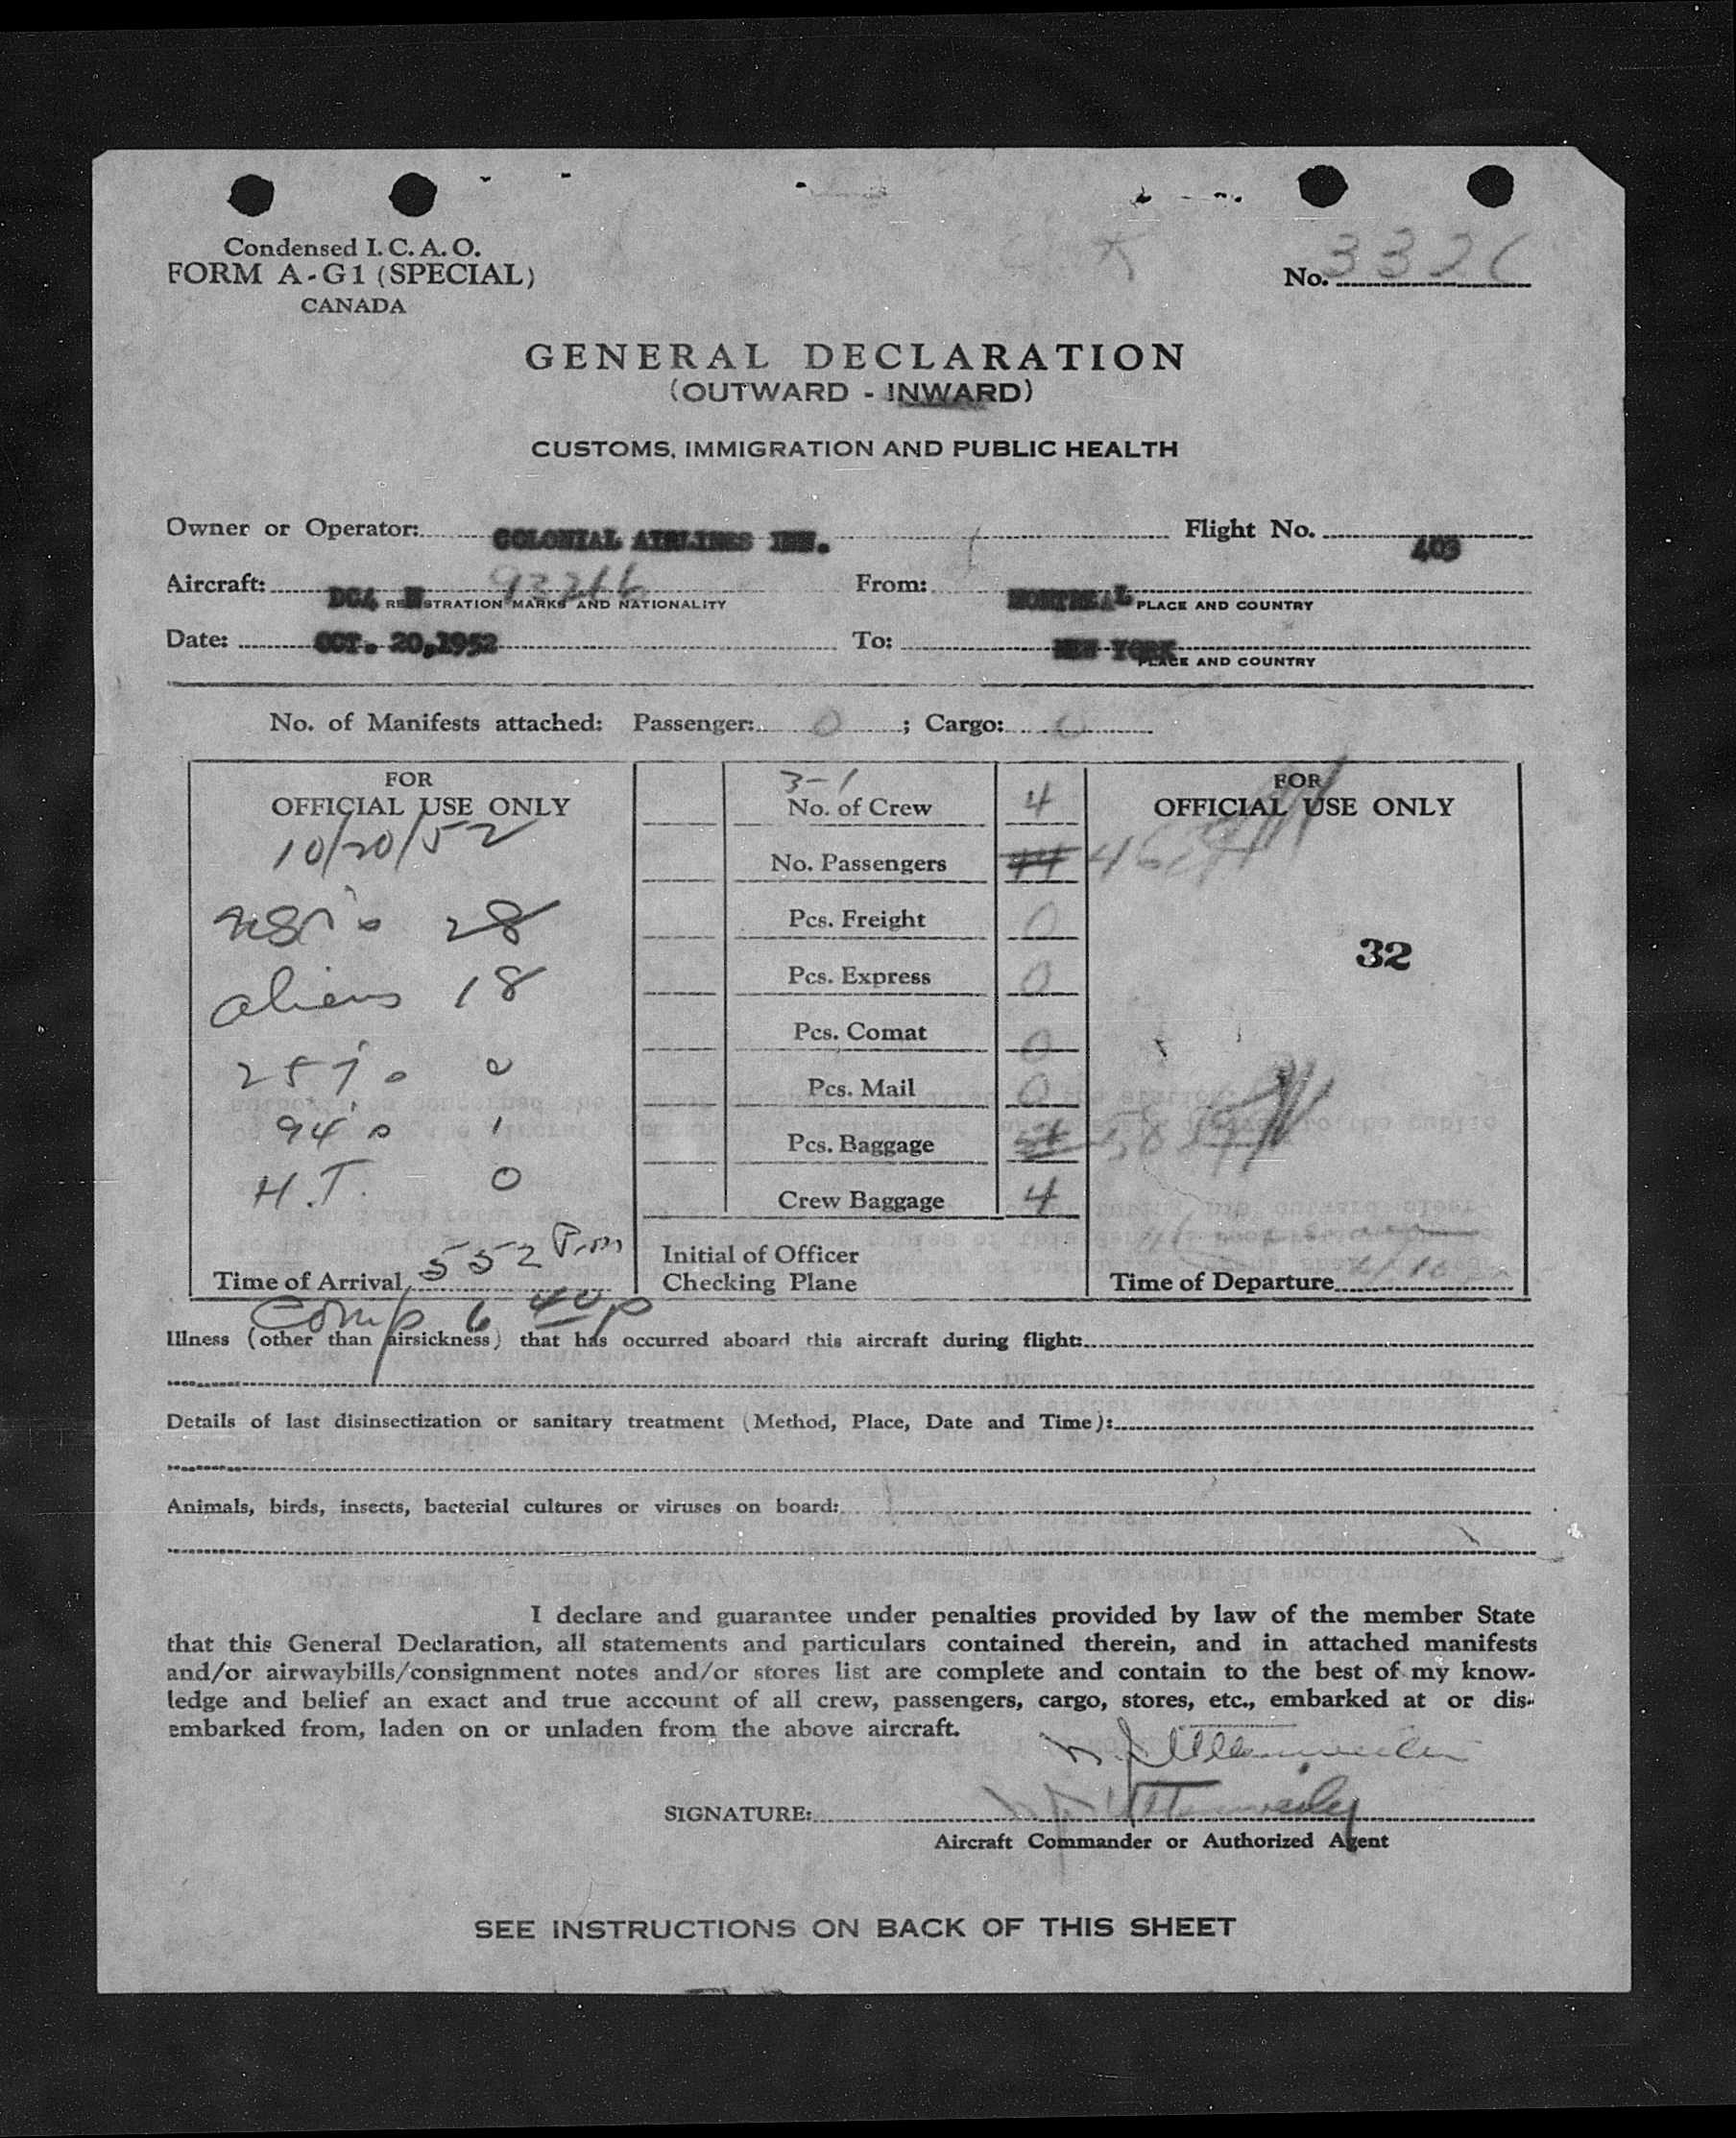 Condensed I.C.A.O.
FORM A-G1 (SPECIAL)
CANADA
No. 332
GENERAL DECLARATION
(OUTWARD - INWARD)
CUSTOMS, IMMIGRATION AND PUBLIC HEALTH
Owner or Operator: COLONIAL AIRLINES Flight No. 403
Aircraft: DC4 N 93266 From: MONTREAL
REGISTRATION MARKS AND NATIONALITY PLACE AND COUNTRY
Date: OCT. 20,1952 To: NEW YORK
PLACE AND COUNTRY
No. of Manifests attached: Passenger: 0 ; Cargo: 0
FOR
OFFICIAL USE ONLY
10/20/52
28
aliens 18
0
94's 1
H.T. 0
Time of Arrival 552 Pm
Comp 6 40 p
3-1
No. of Crew 4
No. Passengers 44 46
Pcs. Freight 0
Pcs. Express 0
Pcs. Comat 0
Pcs. Mail 0
Pcs. Baggage 58
Crew Baggage 4
Initial of Officer
Checking Plane
FOR
OFFICIAL USE ONLY
32
Time of Departure
Illness (other than airsickness) that has occurred aboard this aircraft during flight:
Details of last disinsectization or sanitary treatment (Method, Place, Date and Time):
Animals, birds, insects, bacterial cultures or viruses on board:
I declare and guarantee under penalties provided by law of the member State
that this General Declaration, all statements and particulars contained therein, and in attached manifests
and/or airwaybills/consignment notes and/or stores list are complete and contain to the best of my know-
ledge and belief an exact and true account of all crew, passengers, cargo, stores, etc., embarked at or dis-
embarked from, laden on or unladen from the above aircraft.
SIGNATURE:
Aircraft Commander or Authorized Agent
SEE INSTRUCTIONS ON BACK OF THIS SHEET